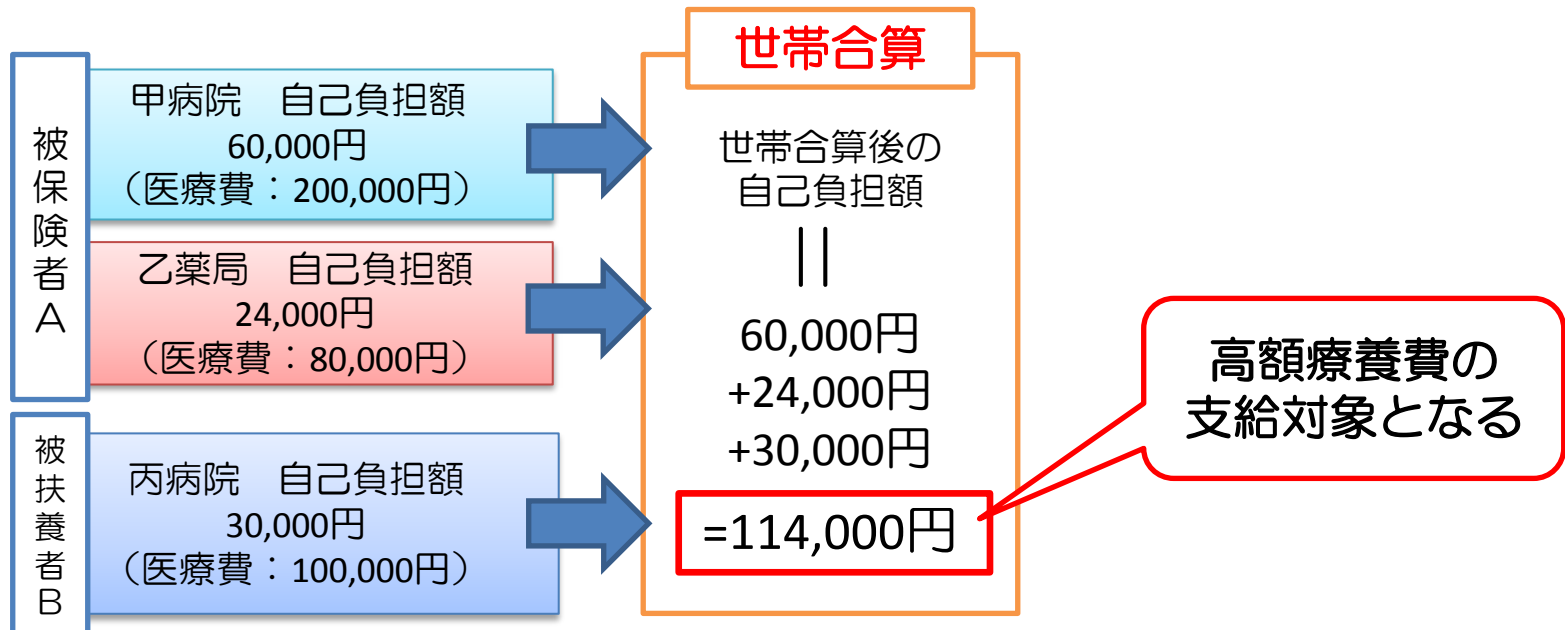 世帯合算
被保険者A
甲病院　自己負担額
60,000円
（医療費：200,000円）
乙薬局　自己負担額
24,000円
（医療費：80,000円）
被扶養者B
丙病院　自己負担額
30,000円
（医療費：100,000円）
世帯合算後の
自己負担額
||
60,000円
+24,000円
+30,000円
=114,000円
高額療養費の
支給対象となる